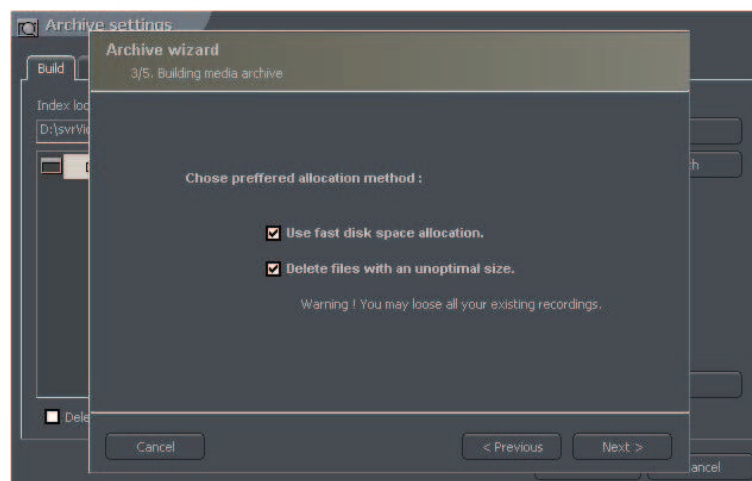 Archive settings
Archive wizard
3/5. Building media archive
Build
Index loc
D:\svrVi
h
Chose preffered allocation method :
Use fast disk space allocation.
Delete files with an unoptimal size.
Warning ! You may loose all your existing recordings.
Dele
Cancel
< Previous
Next >
ancel